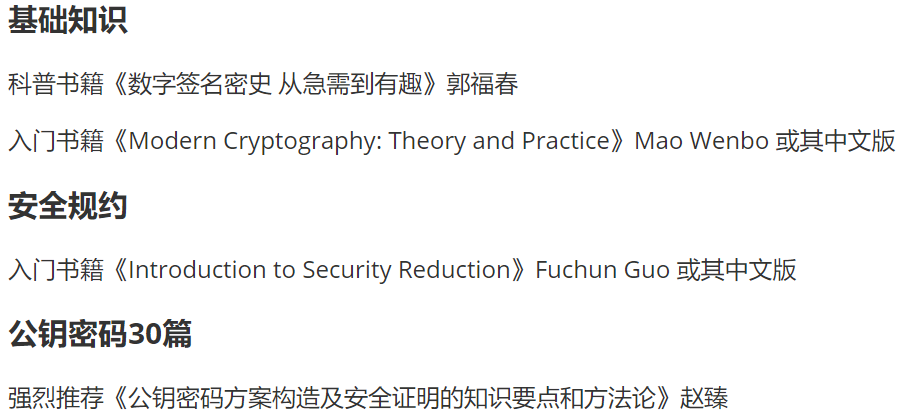 基础知识
科普书籍《数字签名密史 从急需到有趣》郭福春
入门书籍《Modern Cryptography: Theory and Practice》Mao Wenbo 或其中文版
安全规约
入门书籍《Introduction to Security Reduction》Fuchun Guo 或其中文版
公钥密码30篇
强烈推荐《公钥密码方案构造及安全证明的知识要点和方法论》赵臻